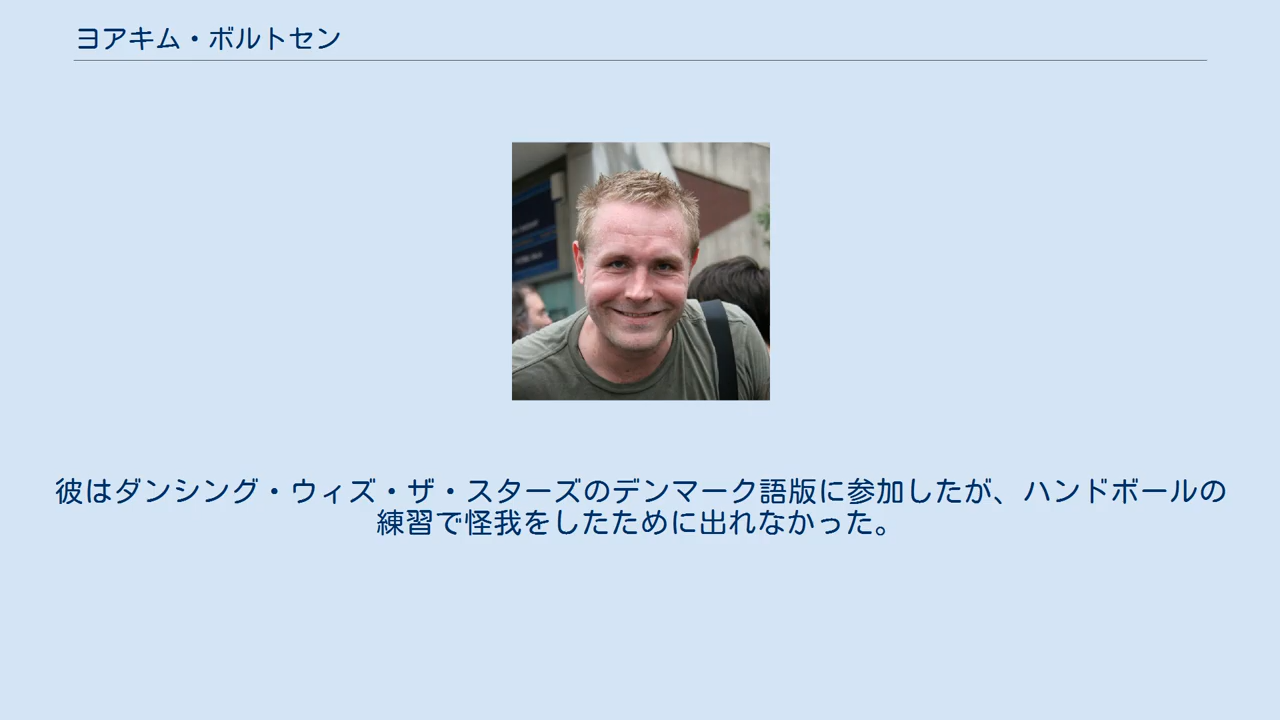 ヨアキム・ボルトセン
彼はダンシング・ウィズ・ザ・スターズのデンマーク語版に参加したが、ハンドボールの
練習で怪我をしたために出れなかった。